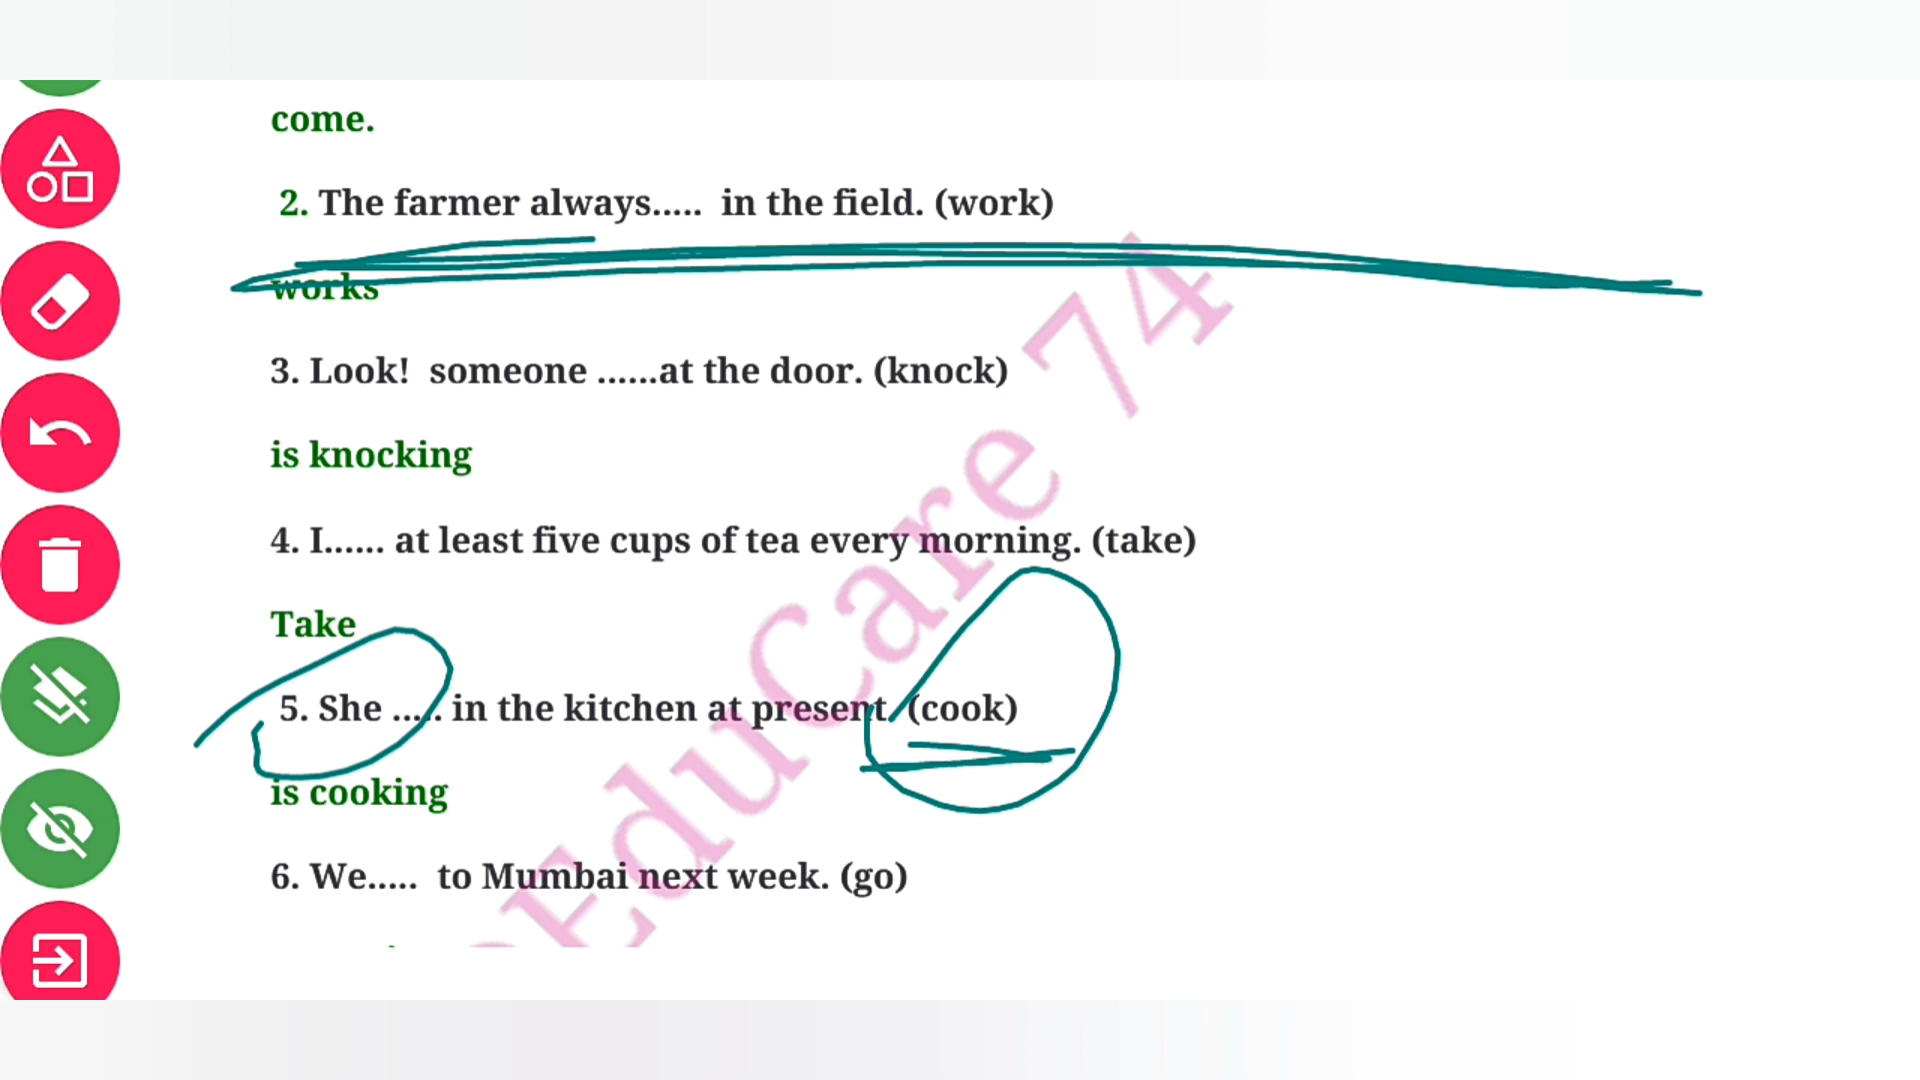 come.
2. The farmer always..... in the field. (work)
works
3. Look! someone ......at the door. (knock)
is knocking
4. I...... at least five cups of tea every morning. (take)
Take
5. She ..... in the kitchen at present. (cook)
is cooking
6. We..... to Mumbai next week. (go)
EduCare 74